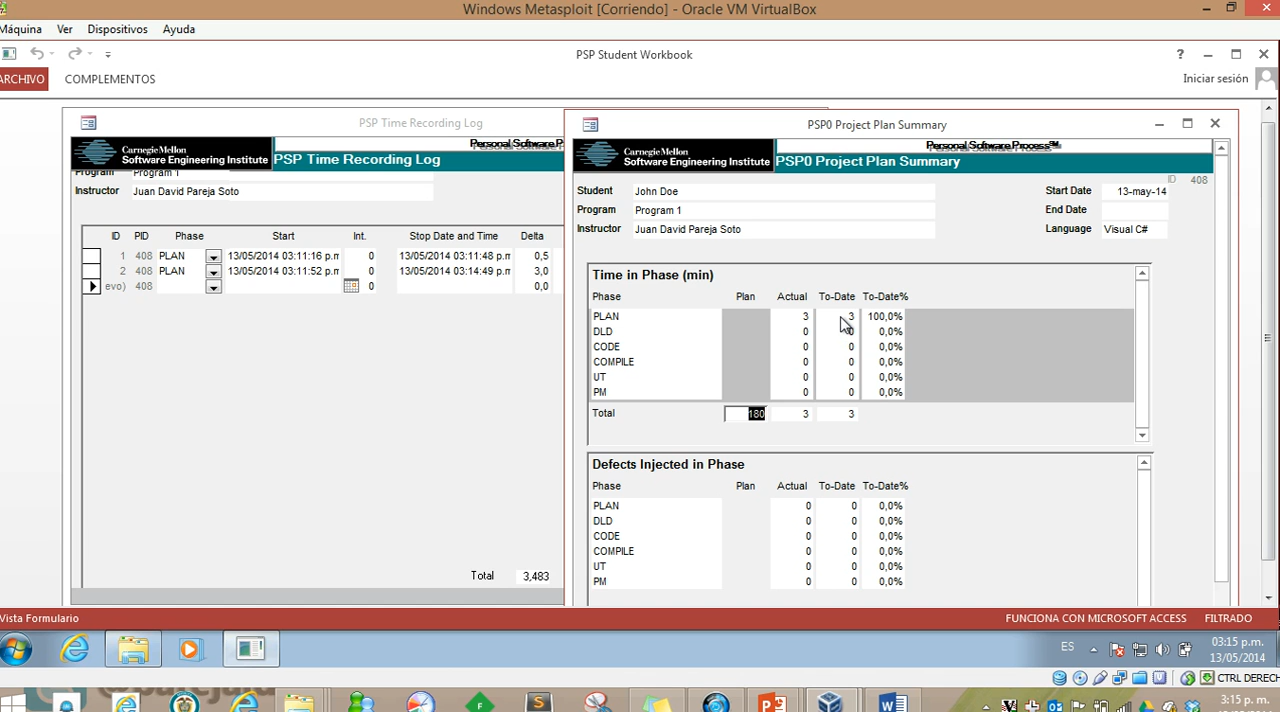 Windows Metasploit [Corriendo] - Oracle VM VirtualBox
Máquina Ver Dispositivos Ayuda
PSP Student Workbook
ARCHIVO COMPLEMENTOS Iniciar sesión
PSP Time Recording Log
Carnegie Mellon
Software Engineering Institute
PSP Time Recording Log
Program 1
Instructor Juan David Pareja Soto
ID PID Phase Start Int. Stop Date and Time Delta
1 408 PLAN 13/05/2014 03:11:16 p.m 0 13/05/2014 03:11:48 p.m 0,5
2 408 PLAN 13/05/2014 03:11:52 p.m 0 13/05/2014 03:14:49 p.m 3,0
evo) 408 0 0,0
Total 3,483
PSP0 Project Plan Summary
Carnegie Mellon
Software Engineering Institute
Personal Software Process℠
PSP0 Project Plan Summary
ID 408
Student John Doe Start Date 13-may-14
Program Program 1 End Date
Instructor Juan David Pareja Soto Language Visual C#
Time in Phase (min)
Phase Plan Actual To-Date To-Date%
PLAN 3 3 100,0%
DLD 0 0 0,0%
CODE 0 0 0,0%
COMPILE 0 0 0,0%
UT 0 0 0,0%
PM 0 0 0,0%
Total 180 3 3
Defects Injected in Phase
Phase Plan Actual To-Date To-Date%
PLAN 0 0 0,0%
DLD 0 0 0,0%
CODE 0 0 0,0%
COMPILE 0 0 0,0%
UT 0 0 0,0%
PM 0 0 0,0%
Vista Formulario FUNCIONA CON MICROSOFT ACCESS FILTRADO
ES 03:15 p.m.
13/05/2014
CTRL DERECH
3:15 p. m.